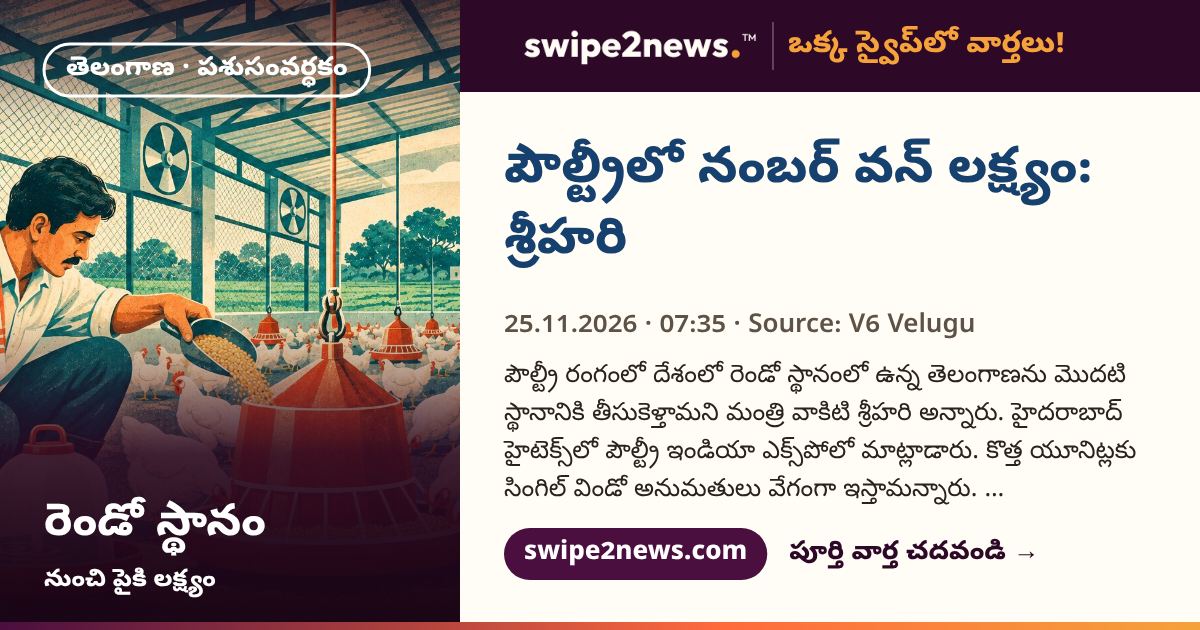 తెలంగాణ · పశుసంవర్ధకం
swipe2news.™ ఒక్క స్వైప్‌లో వార్తలు!
పౌల్ట్రీలో నంబర్ వన్ లక్ష్యం:
శ్రీహరి
25.11.2026 · 07:35 · Source: V6 Velugu
పౌల్ట్రీ రంగంలో దేశంలో రెండో స్థానంలో ఉన్న తెలంగాణను మొదటి
స్థానానికి తీసుకెళ్తామని మంత్రి వాకిటి శ్రీహరి అన్నారు. హైదరాబాద్
హైటెక్స్‌లో పౌల్ట్రీ ఇండియా ఎక్స్‌పోలో మాట్లాడారు. కొత్త యూనిట్లకు
సింగిల్ విండో అనుమతులు వేగంగా ఇస్తామన్నారు. ...
రెండో స్థానం
నుంచి పైకి లక్ష్యం
swipe2news.com పూర్తి వార్త చదవండి →